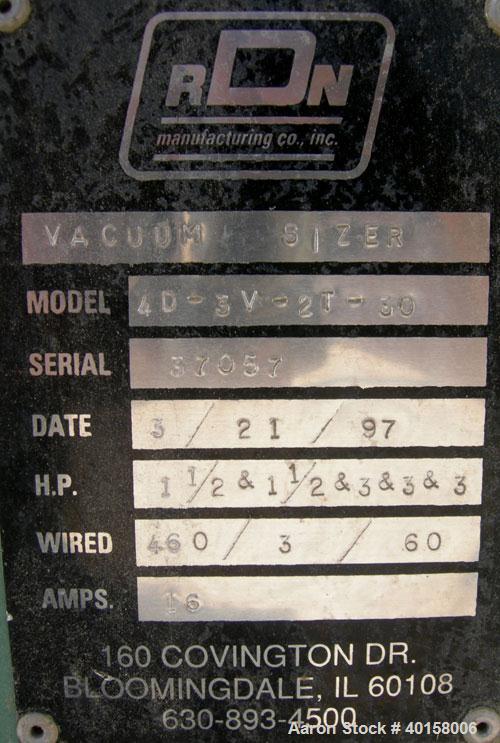 RDN
manufacturing co., inc.
VACUUM SIZER
MODEL 4D-3V-2T-30
SERIAL 37057
DATE 3/21/97
H.P. 1 1/2 & 1 1/2 & 3 & 3 & 3
WIRED 460/3/60
AMPS. 16
160 COVINGTON DR.
BLOOMINGDALE, IL 60108
630-893-4500
Aaron Stock # 40158006